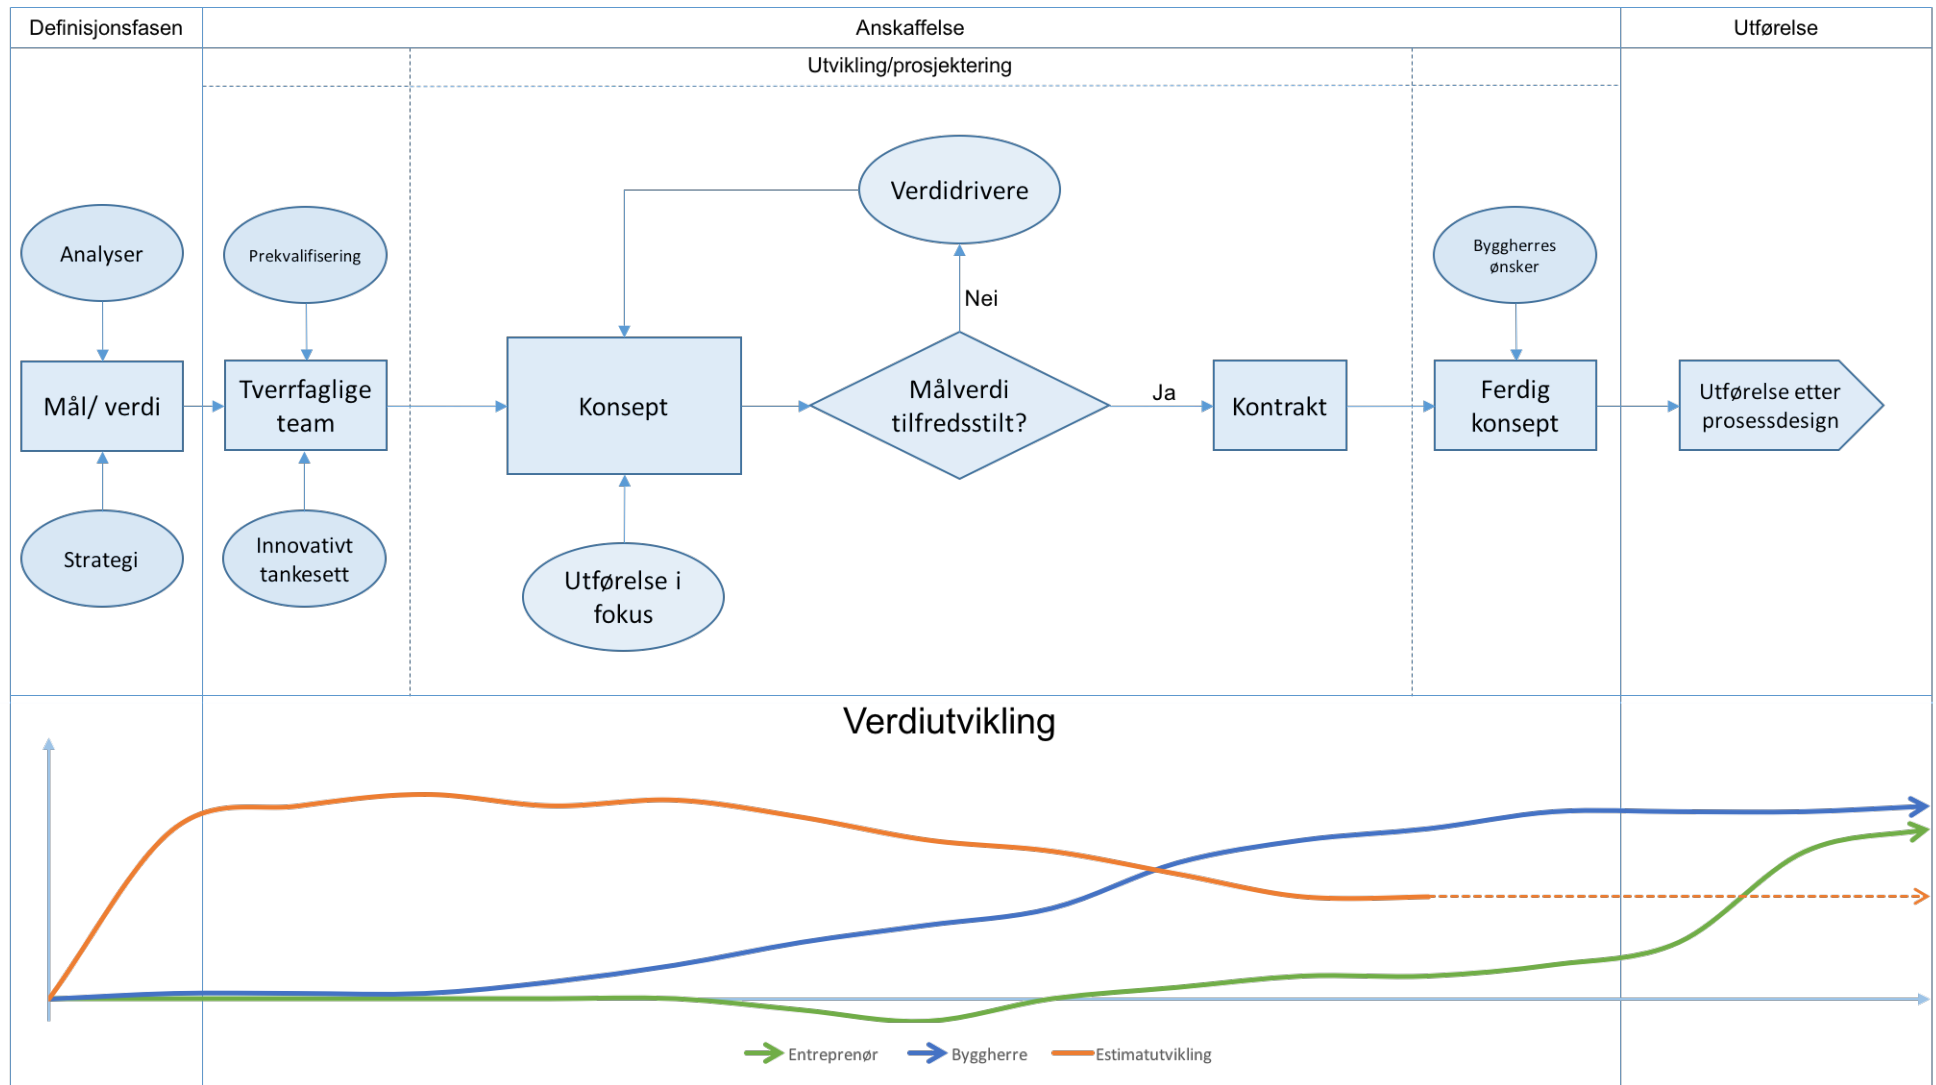 Definisjonsfasen
Anskaffelse
Utførelse
Utvikling/prosjektering
Verdidrivere
Analyser
Prekvalifisering
Byggherres
ønsker
Nei
Mål/ verdi
Tverrfaglige
team
Konsept
Målverdi
tilfredsstilt?
Ja
Kontrakt
Ferdig
konsept
Utførelse etter
prosessdesign
Strategi
Innovativt
tankesett
Utførelse i
fokus
Verdiutvikling
Entreprenør
Byggherre
Estimatutvikling